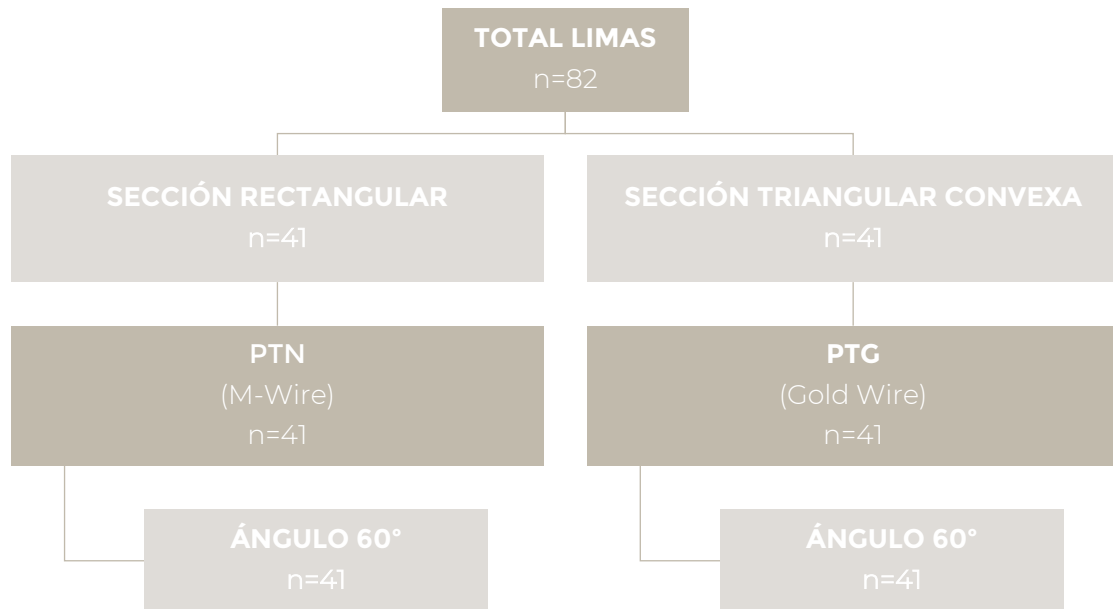 TOTAL LIMAS
n=82
SECCIÓN RECTANGULAR
n=41
SECCIÓN TRIANGULAR CONVEXA
n=41
PTN
(M-Wire)
n=41
PTG
(Gold Wire)
n=41
ÁNGULO 60°
n=41
ÁNGULO 60°
n=41